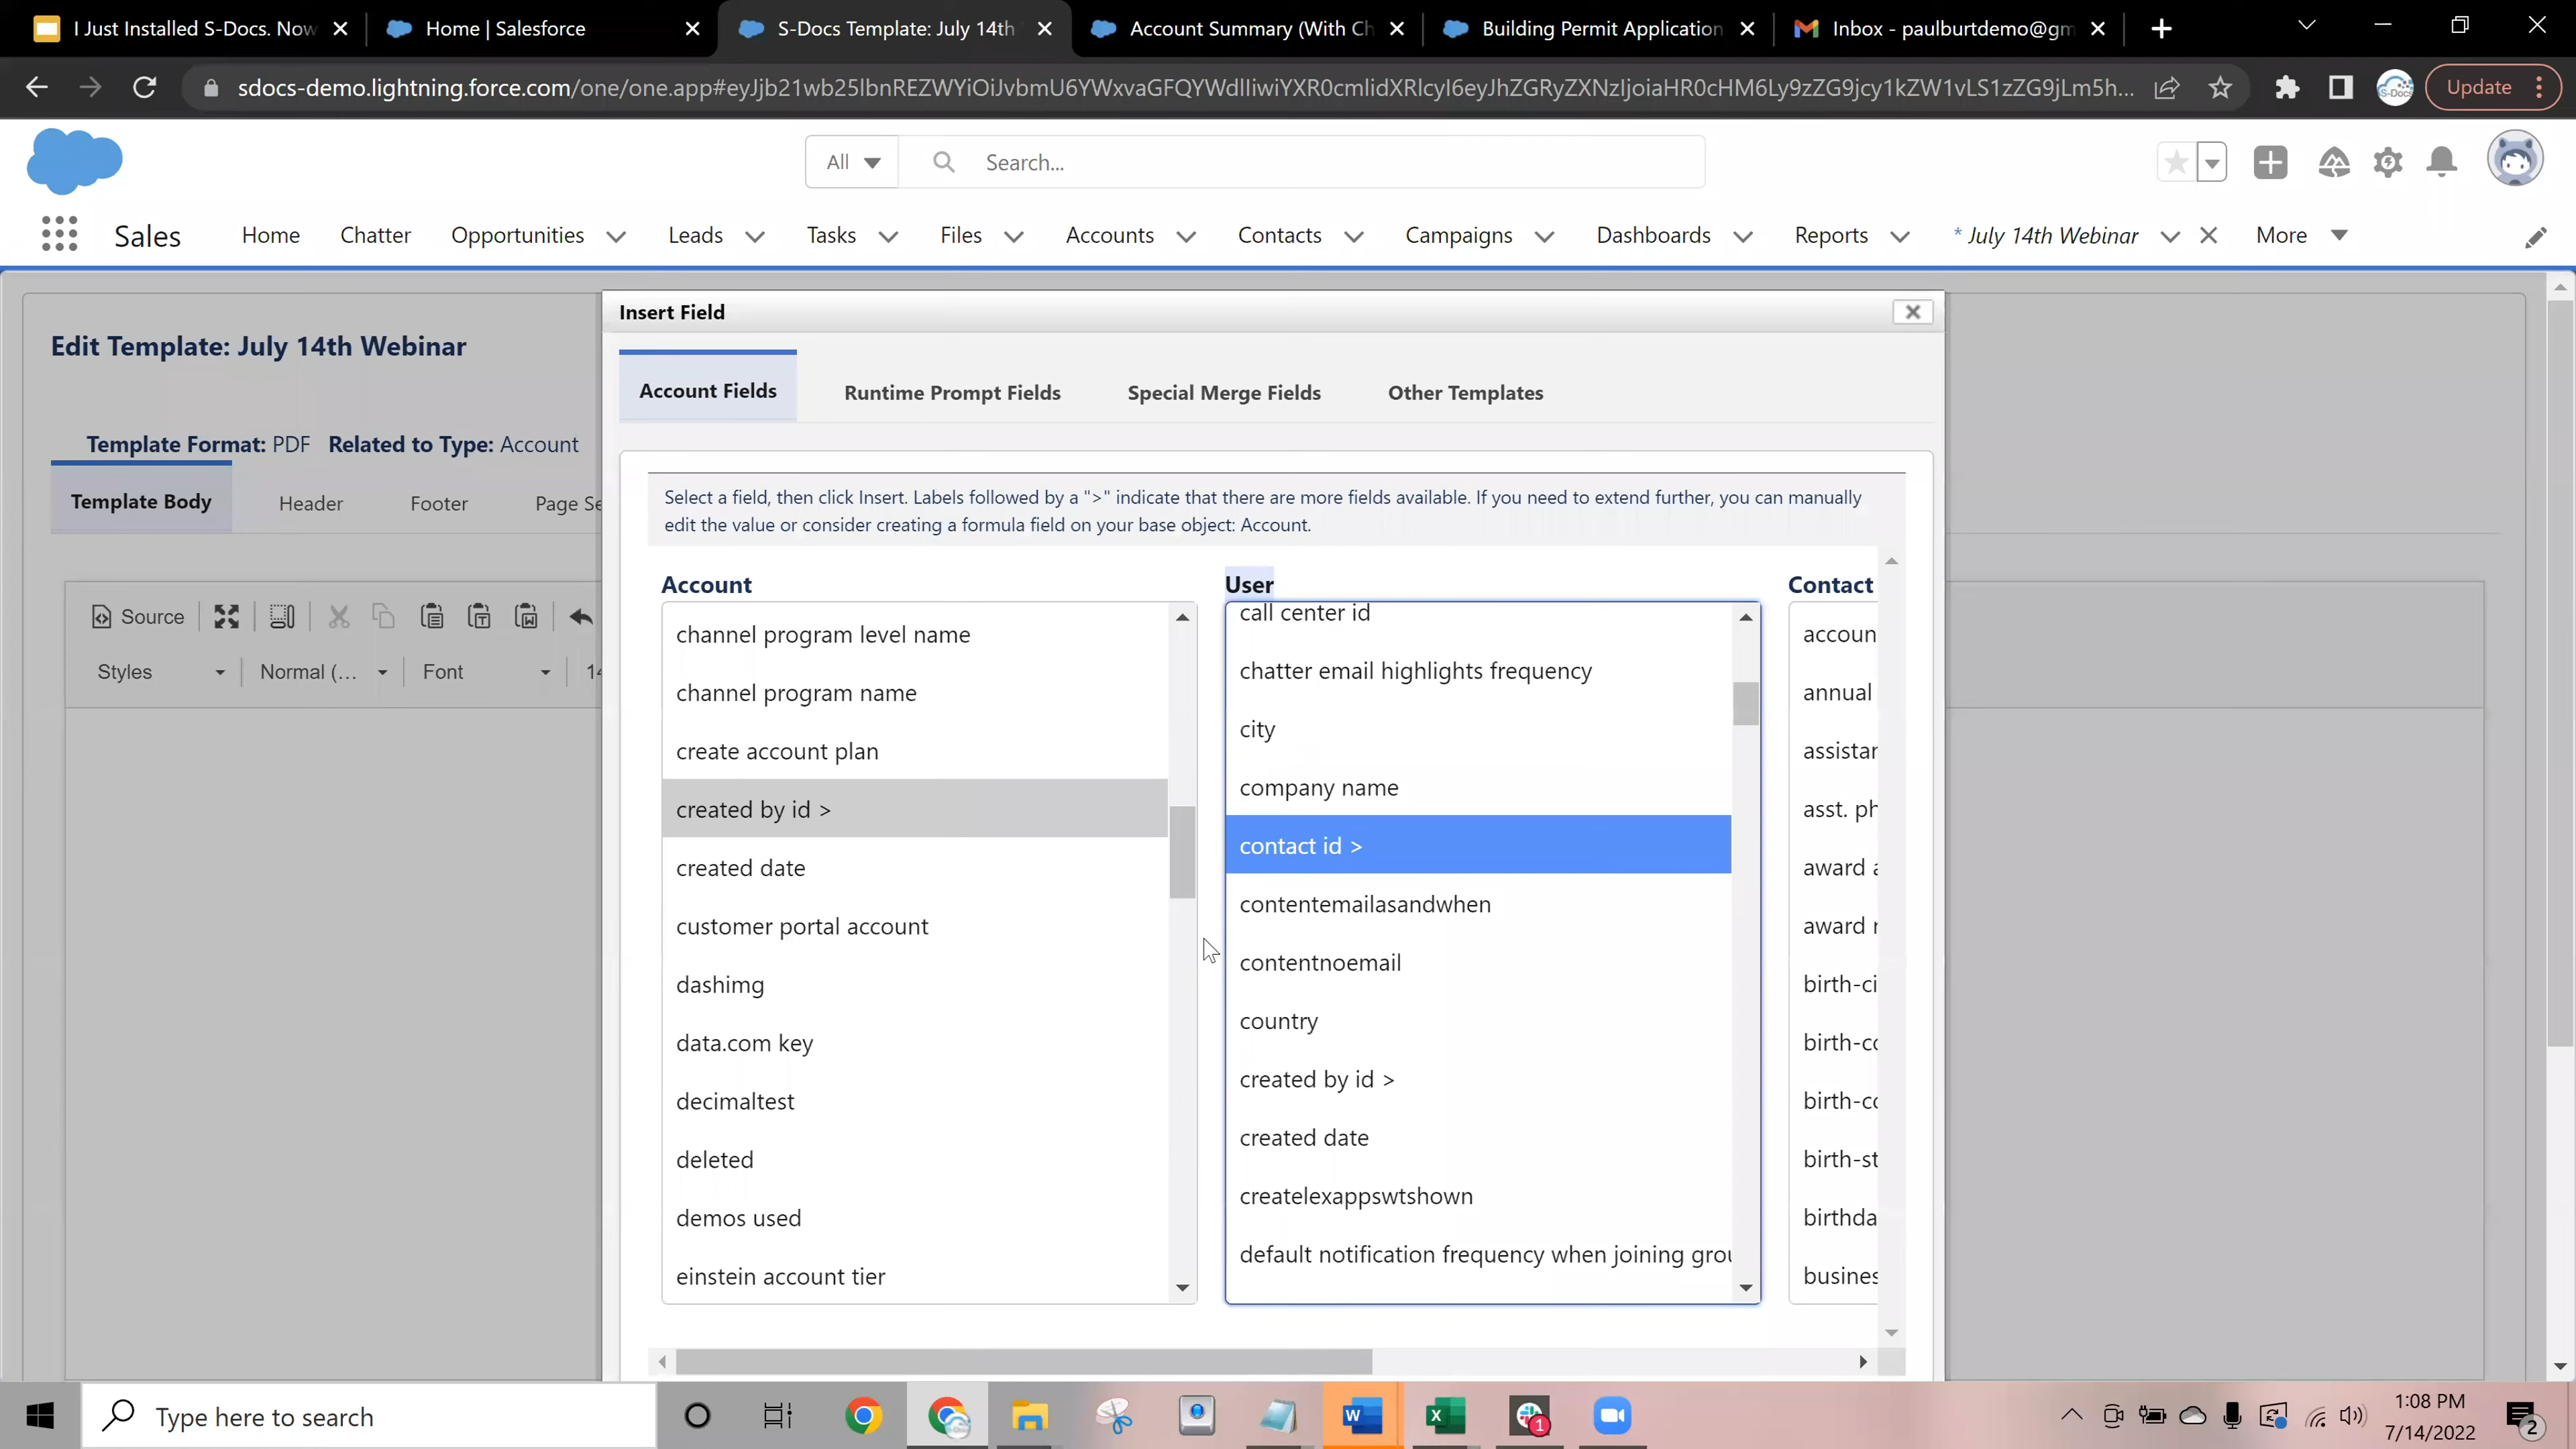 I Just Installed S-Docs. Now
Home | Salesforce
S-Docs Template: July 14th
Account Summary (With Ch
Building Permit Application
Inbox - paulburtdemo@gm
sdocs-demo.lightning.force.com/one/one.app#eyJjb21wb25lbnREZWYiOiJvbmU6YWxvaGFQYWdlIiwiYXR0cmlidXRlcyI6eyJhZGRyZXNzIjoiaHR0cHM6Ly9zZG9jcy1kZW1vLS1zZG9jLm5h...
S-Docs
Update
All
Search...
Sales
Home
Chatter
Opportunities
Leads
Tasks
Files
Accounts
Contacts
Campaigns
Dashboards
Reports
* July 14th Webinar
More
Edit Template: July 14th Webinar
Template Format: PDF Related to Type: Account
Template Body
Header
Footer
Page Se
Source
Styles
Normal (...
Font
14
Insert Field
Account Fields
Runtime Prompt Fields
Special Merge Fields
Other Templates
Select a field, then click Insert. Labels followed by a ">" indicate that there are more fields available. If you need to extend further, you can manually
edit the value or consider creating a formula field on your base object: Account.
Account
channel program level name
channel program name
create account plan
created by id >
created date
customer portal account
dashimg
data.com key
decimaltest
deleted
demos used
einstein account tier
User
call center id
chatter email highlights frequency
city
company name
contact id >
contentemailasandwhen
contentnoemail
country
created by id >
created date
createlexappswtshown
default notification frequency when joining grou
Contact
accoun
annual
assistar
asst. ph
award a
award r
birth-ci
birth-co
birth-co
birth-st
birthda
busines
Type here to search
1
1:08 PM
7/14/2022
2